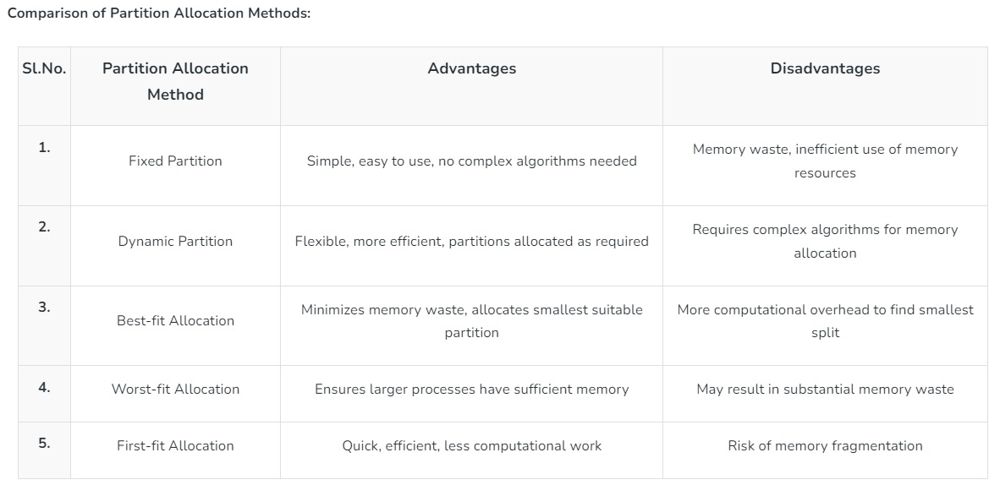 Comparison of Partition Allocation Methods:
Sl.No.
Partition Allocation
Method
Advantages
Disadvantages
1.
Fixed Partition
Simple, easy to use, no complex algorithms needed
Memory waste, inefficient use of memory
resources
2.
Dynamic Partition
Flexible, more efficient, partitions allocated as required
Requires complex algorithms for memory
allocation
3.
Best-fit Allocation
Minimizes memory waste, allocates smallest suitable
partition
More computational overhead to find smallest
split
4.
Worst-fit Allocation
Ensures larger processes have sufficient memory
May result in substantial memory waste
5.
First-fit Allocation
Quick, efficient, less computational work
Risk of memory fragmentation